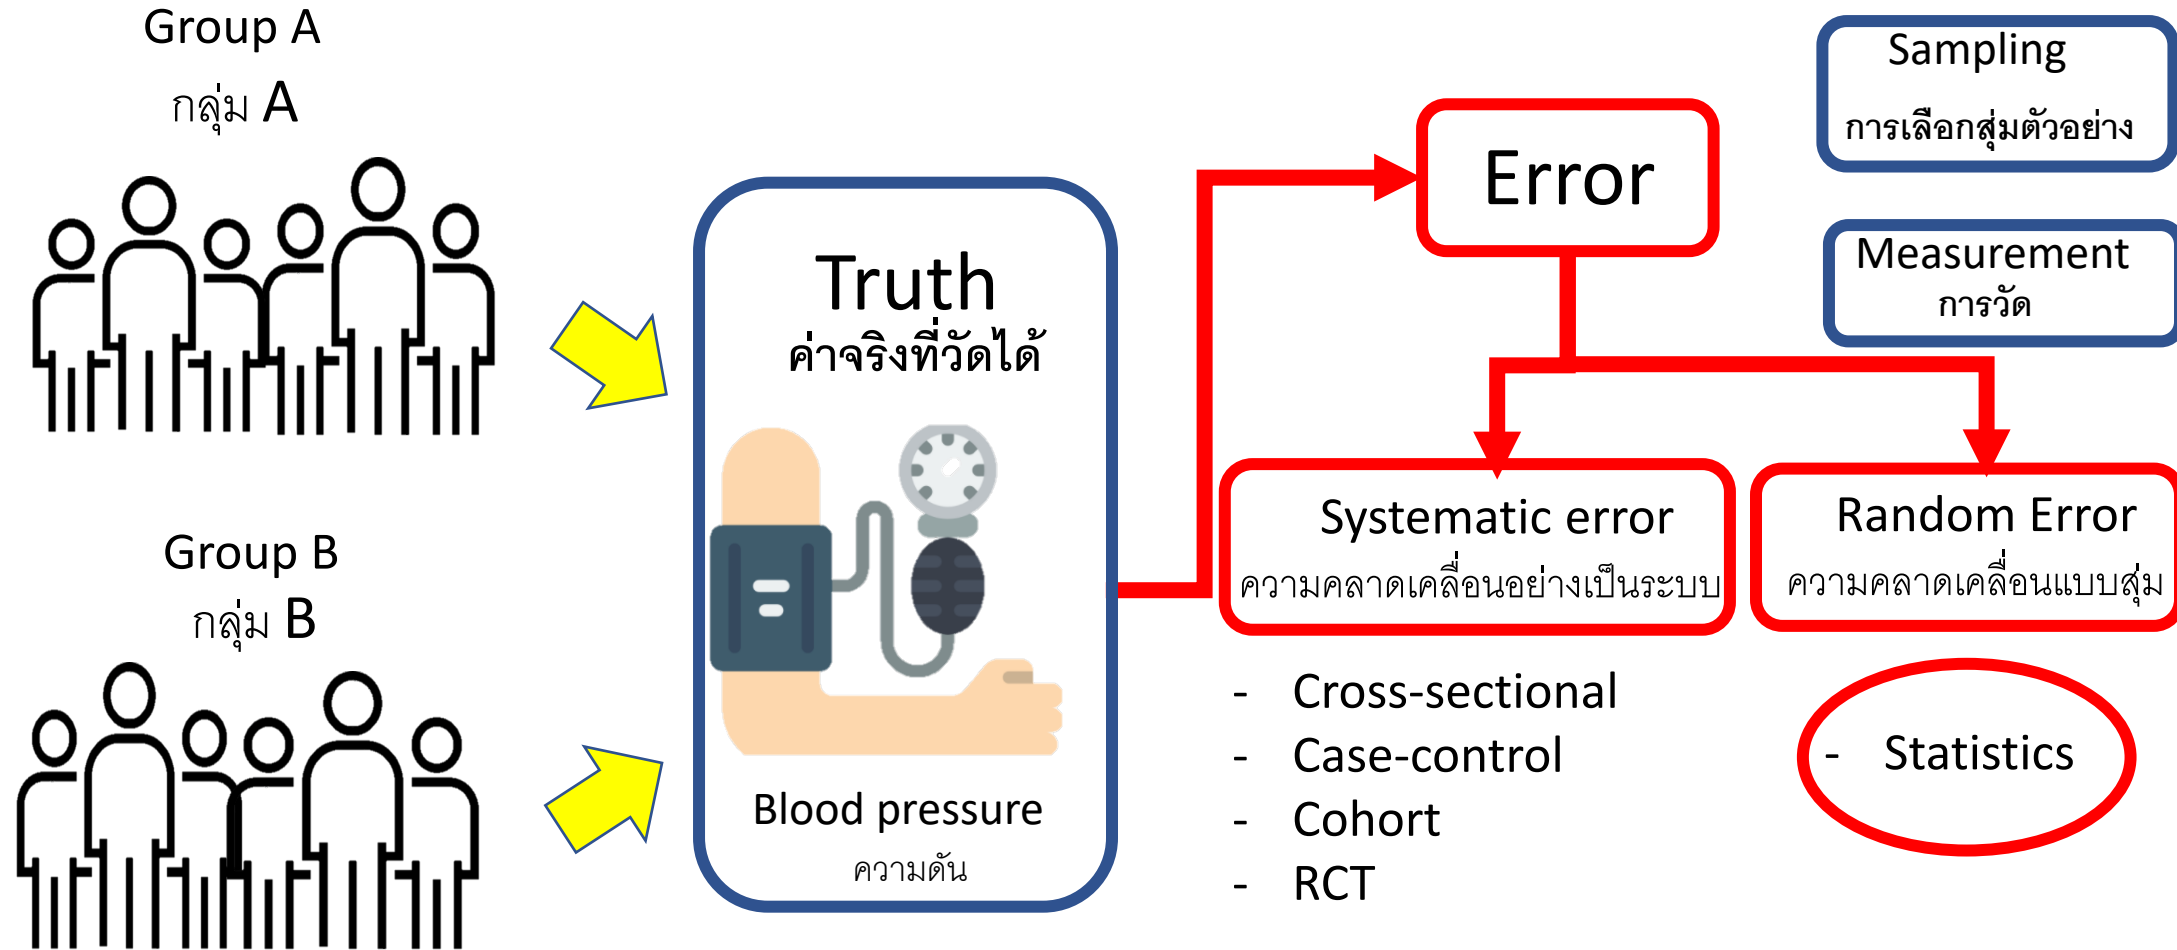 Group A
กลุ่ม A
Group B
กลุ่ม B
Truth
ค่าจริงที่วัดได้
Blood pressure
ความดัน
Error
Sampling
การเลือกสุ่มตัวอย่าง
Measurement
การวัด
Systematic error
ความคลาดเคลื่อนอย่างเป็นระบบ
- Cross-sectional
- Case-control
- Cohort
- RCT
Random Error
ความคลาดเคลื่อนแบบสุ่ม
- Statistics